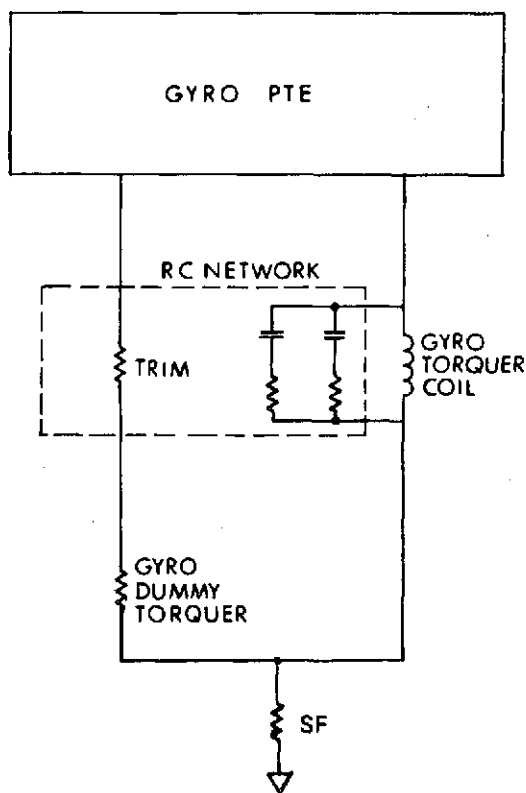 GYRO PTE
RC NETWORK
TRIM
GYRO
TORQUER
COIL
GYRO
DUMMY
TORQUER
SF